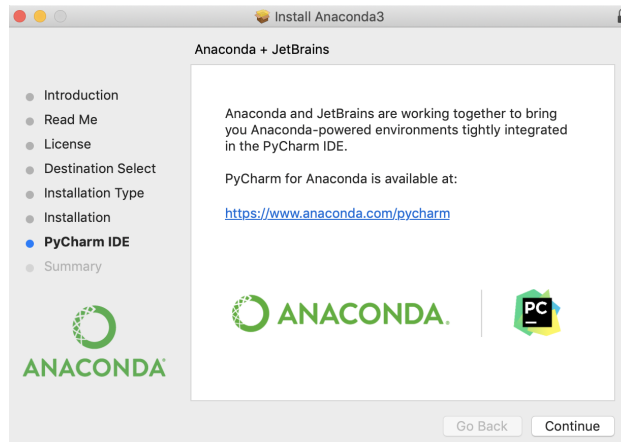 Install Anaconda3
Anaconda + JetBrains
Introduction
Read Me
License
Destination Select
Installation Type
Installation
PyCharm IDE
Summary
ANACONDA
Anaconda and JetBrains are working together to bring
you Anaconda-powered environments tightly integrated
in the PyCharm IDE.
PyCharm for Anaconda is available at:
https://www.anaconda.com/pycharm
ANACONDA.
PC
Go Back
Continue